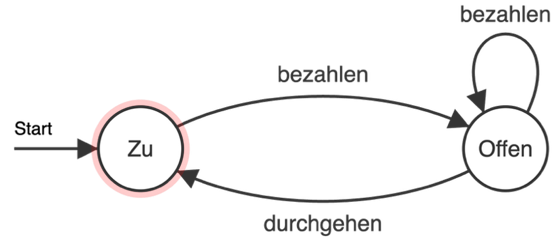 bezahlen
bezahlen
Start
Zu
Offen
durchgehen